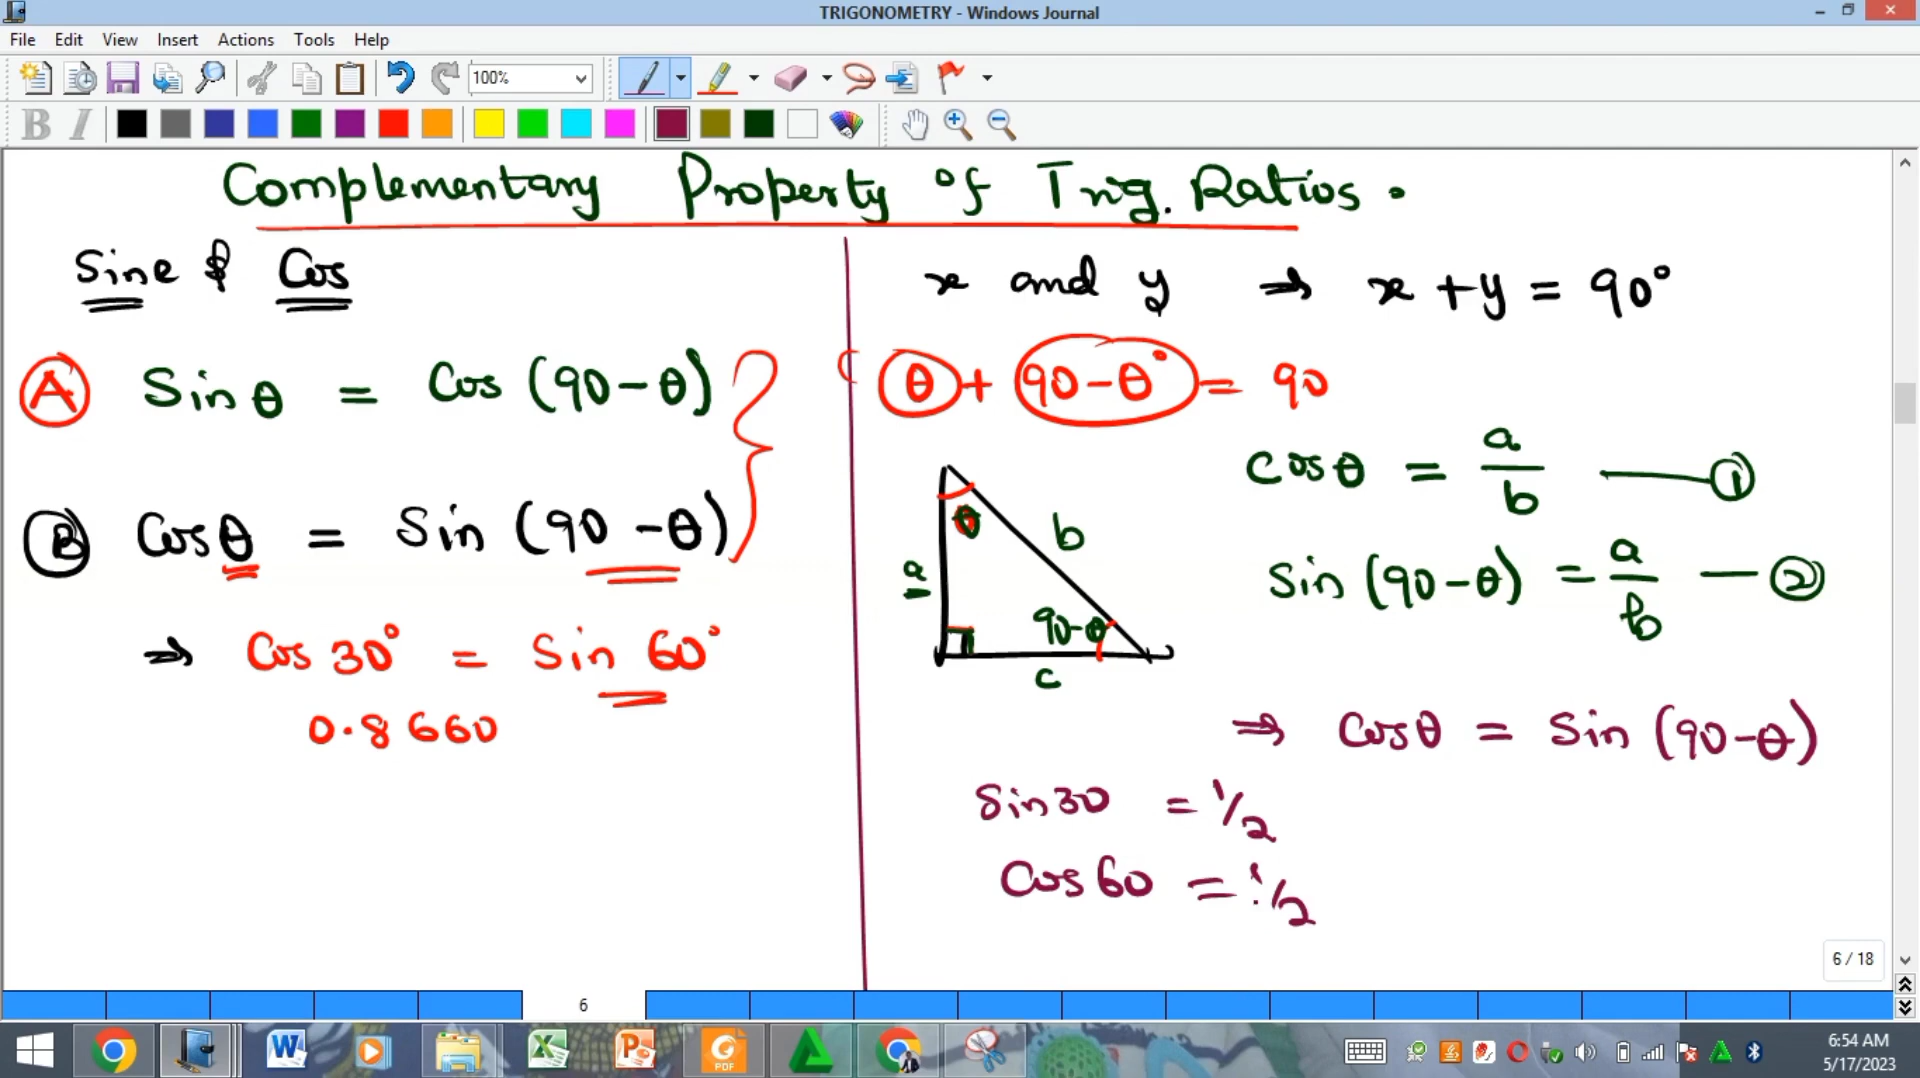 TRIGONOMETRY - Windows Journal
File Edit View Insert Actions Tools Help
100%
B I
Complementary Property of Trig. Ratios.
Sine & Cos
A Sin θ = Cos (90 - θ)
B Cos θ = Sin (90 - θ)
⇒ Cos 30° = Sin 60°
0.8660
x and y ⇒ x + y = 90°
θ + 90 - θ° = 90
Cos θ = a/b — 1
Sin (90 - θ) = a/b — 2
θ
a
b
90-θ
c
⇒ Cos θ = Sin (90 - θ)
Sin 30 = 1/2
Cos 60 = 1/2
6 / 18
6
PDF
6:54 AM
5/17/2023